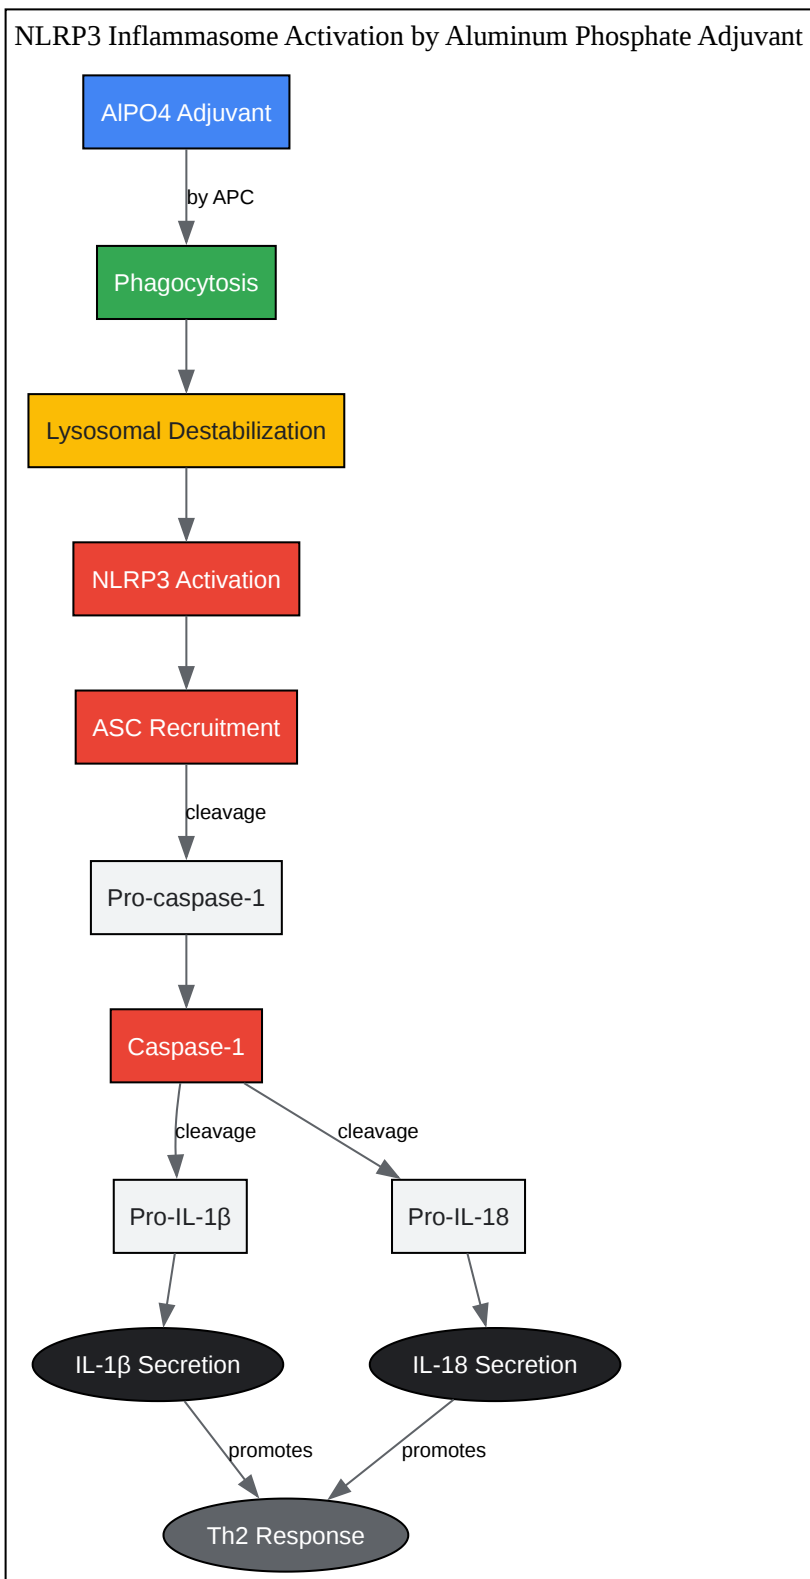 NLRP3 Inflammasome Activation by Aluminum Phosphate Adjuvant
AlPO4 Adjuvant
by APC
Phagocytosis
Lysosomal Destabilization
NLRP3 Activation
ASC Recruitment
cleavage
Pro-caspase-1
Caspase-1
cleavage
cleavage
Pro-IL-1β
Pro-IL-18
IL-1β Secretion
IL-18 Secretion
promotes
promotes
Th2 Response